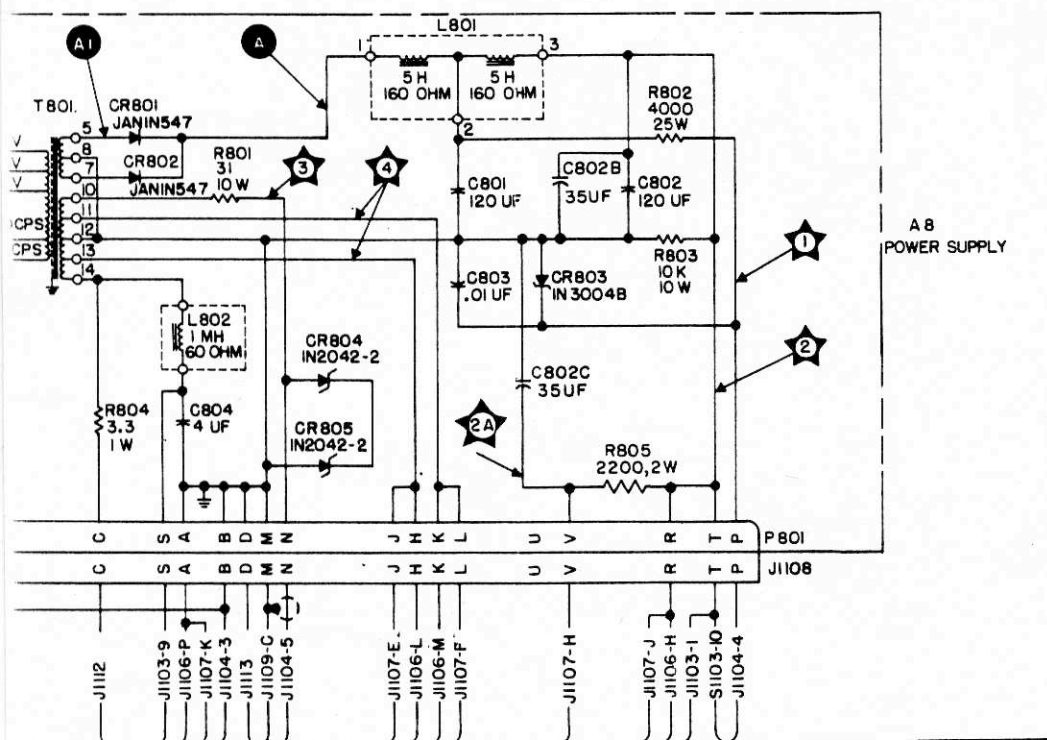 A1
A
L801
1
3
5 H
160 OHM
5 H
160 OHM
2
T801.
CR801
JANIN547
5
8
7
CR802
JANIN547
10
11
12
13
14
V
V
V
CPS
CPS
R801
31
10 W
3
4
R802
4000
25W
C801
120 UF
C802B
35UF
C802
120 UF
C803
.01 UF
CR803
IN3004B
R803
10 K
10 W
1
A 8
POWER SUPPLY
2
L802
1 MH
60 OHM
CR804
IN2042-2
CR805
IN2042-2
C802C
35UF
2A
R804
3.3
1 W
C804
4 UF
R805
2200,2W
C S A B D M N J H K L U V R T P P801
C S A B D M N J H K L U V R T P J1108
J1112
J1103-9
J1106-P
J1107-K
J1104-3
J1113
J1109-C
J1104-5
J1107-E
J1106-L
J1106-M
J1107-F
J1107-H
J1107-J
J1106-H
J1103-1
S1103-10
J1104-4